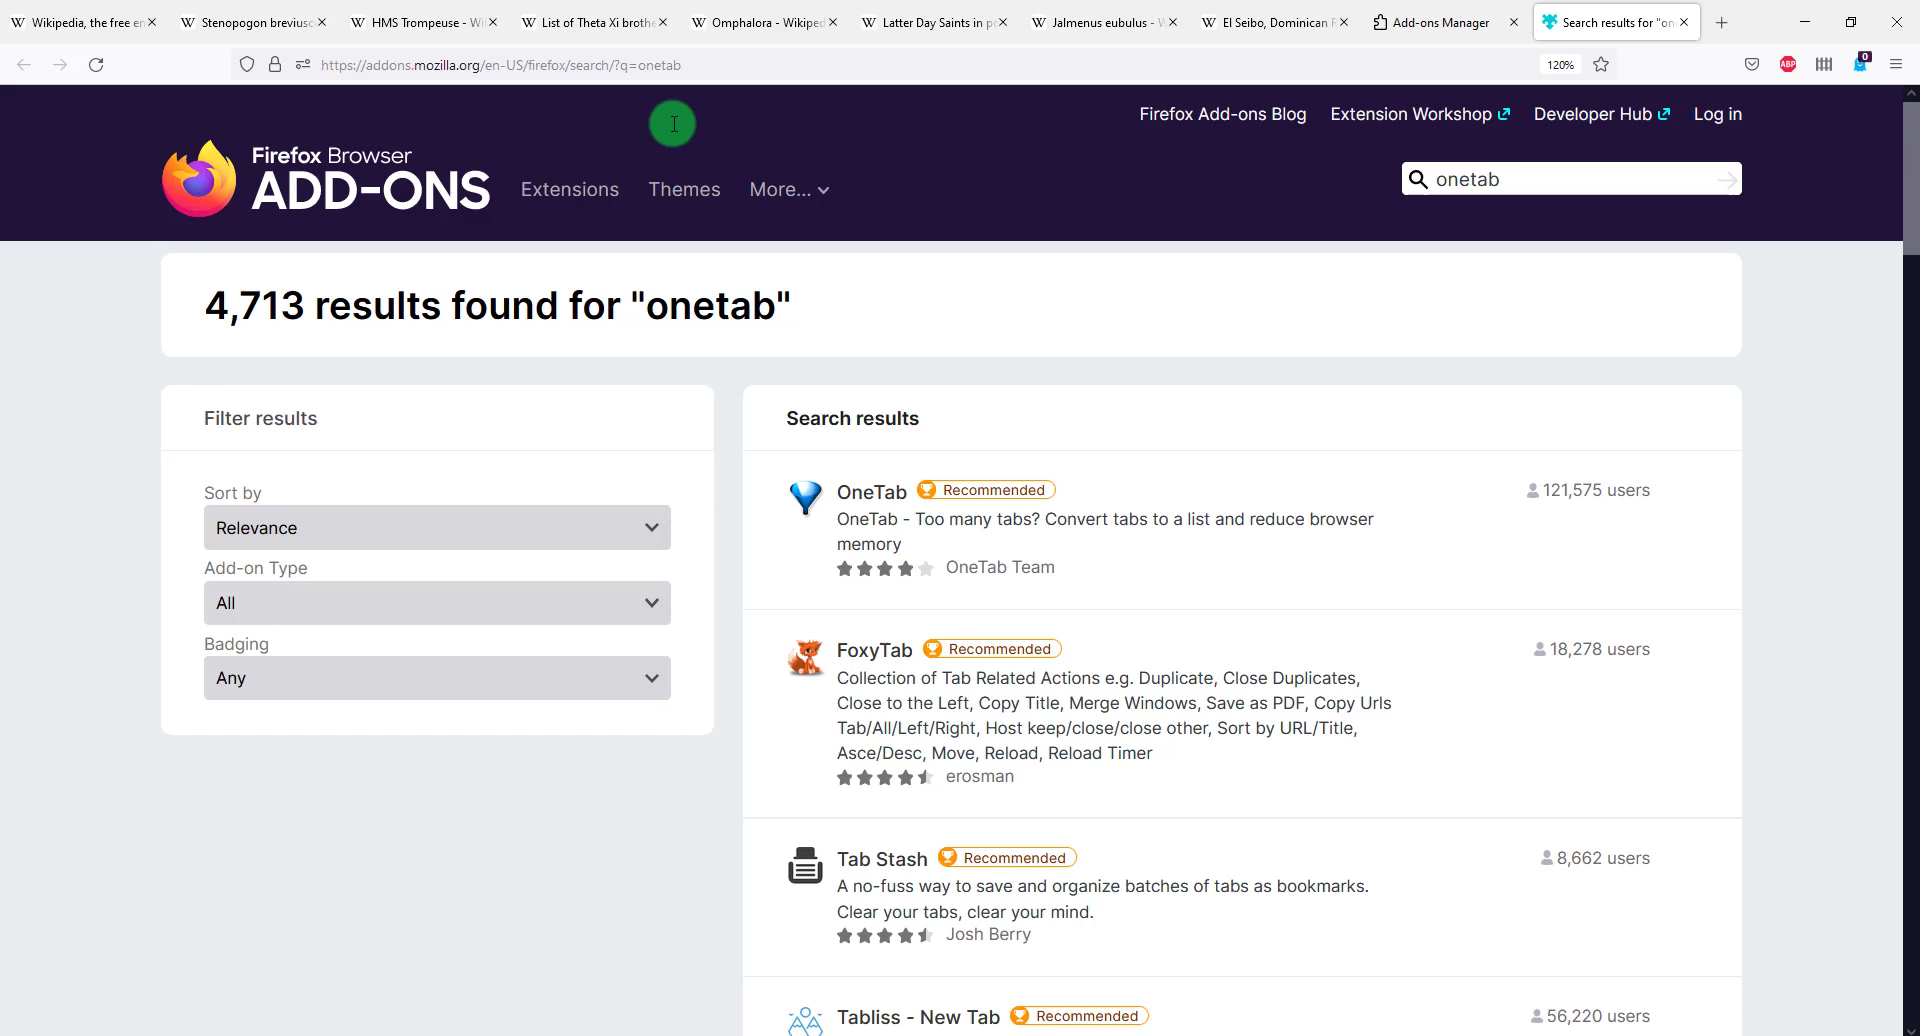 Wikipedia, the free en
Stenopogon breviusc
HMS Trompeuse - Wi
List of Theta Xi brothe
Omphalora - Wikiped
Latter Day Saints in p
Jalmenus eubulus - W
El Seibo, Dominican R
Add-ons Manager
Search results for "on
https://addons.mozilla.org/en-US/firefox/search/?q=onetab
120%
ABP
0
Firefox Add-ons Blog
Extension Workshop
Developer Hub
Log in
Firefox Browser
ADD-ONS
Extensions
Themes
More...
onetab
4,713 results found for "onetab"
Filter results
Sort by
Relevance
Add-on Type
All
Badging
Any
Search results
OneTab Recommended
121,575 users
OneTab - Too many tabs? Convert tabs to a list and reduce browser
memory
OneTab Team
FoxyTab Recommended
18,278 users
Collection of Tab Related Actions e.g. Duplicate, Close Duplicates,
Close to the Left, Copy Title, Merge Windows, Save as PDF, Copy Urls
Tab/All/Left/Right, Host keep/close/close other, Sort by URL/Title,
Asce/Desc, Move, Reload, Reload Timer
erosman
Tab Stash Recommended
8,662 users
A no-fuss way to save and organize batches of tabs as bookmarks.
Clear your tabs, clear your mind.
Josh Berry
Tabliss - New Tab Recommended
56,220 users